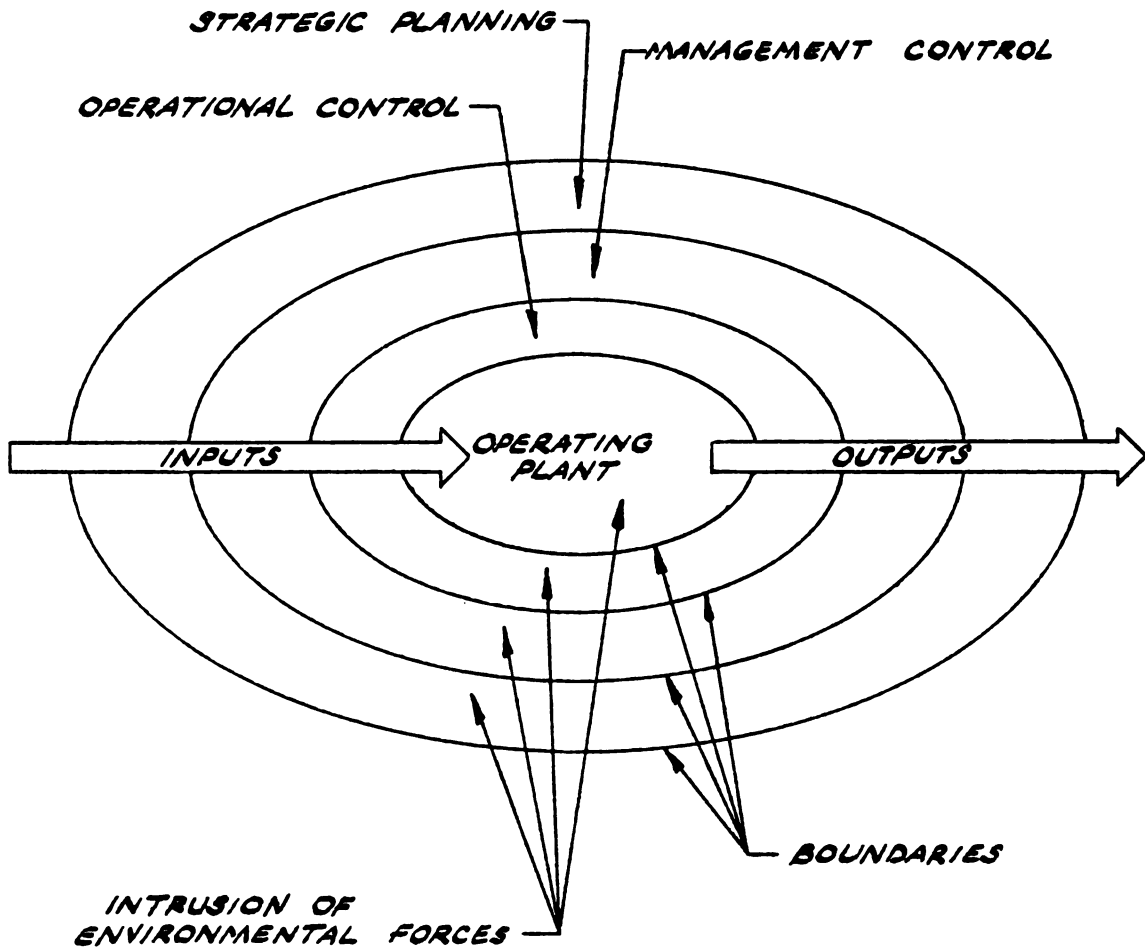 STRATEGIC PLANNING
MANAGEMENT CONTROL
OPERATIONAL CONTROL
INPUTS
OPERATING
PLANT
OUTPUTS
BOUNDARIES
INTRUSION OF
ENVIRONMENTAL FORCES